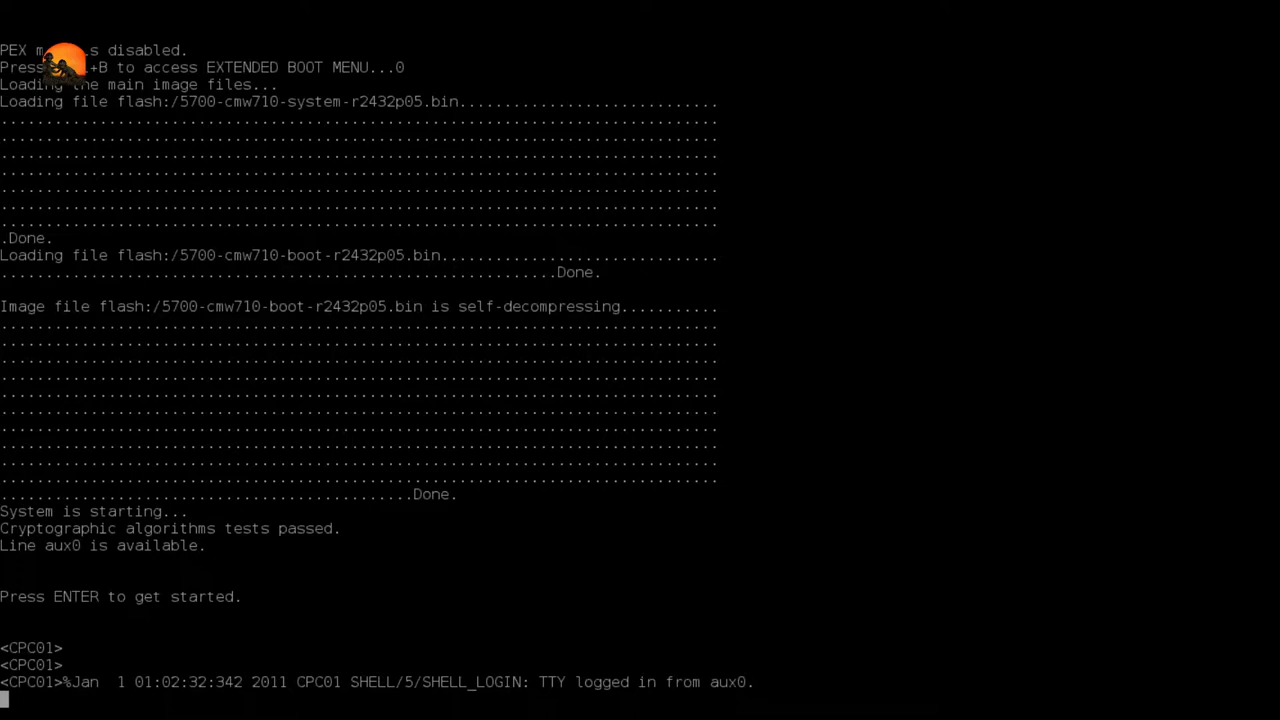 PEX m s disabled.
Press +B to access EXTENDED BOOT MENU...0
Loading the main image files...
Loading file flash:/5700-cmw710-system-r2432p05.bin.............................
................................................................................
................................................................................
................................................................................
................................................................................
................................................................................
................................................................................
................................................................................
.Done.
Loading file flash:/5700-cmw710-boot-r2432p05.bin...............................
..............................................................Done.
Image file flash:/5700-cmw710-boot-r2432p05.bin is self-decompressing...........
................................................................................
................................................................................
................................................................................
................................................................................
................................................................................
................................................................................
................................................................................
................................................................................
................................................................................
................................................................................
..............................................Done.
System is starting...
Cryptographic algorithms tests passed.
Line aux0 is available.
Press ENTER to get started.
<CPC01>
<CPC01>
<CPC01>%Jan  1 01:02:32:342 2011 CPC01 SHELL/5/SHELL_LOGIN: TTY logged in from aux0.